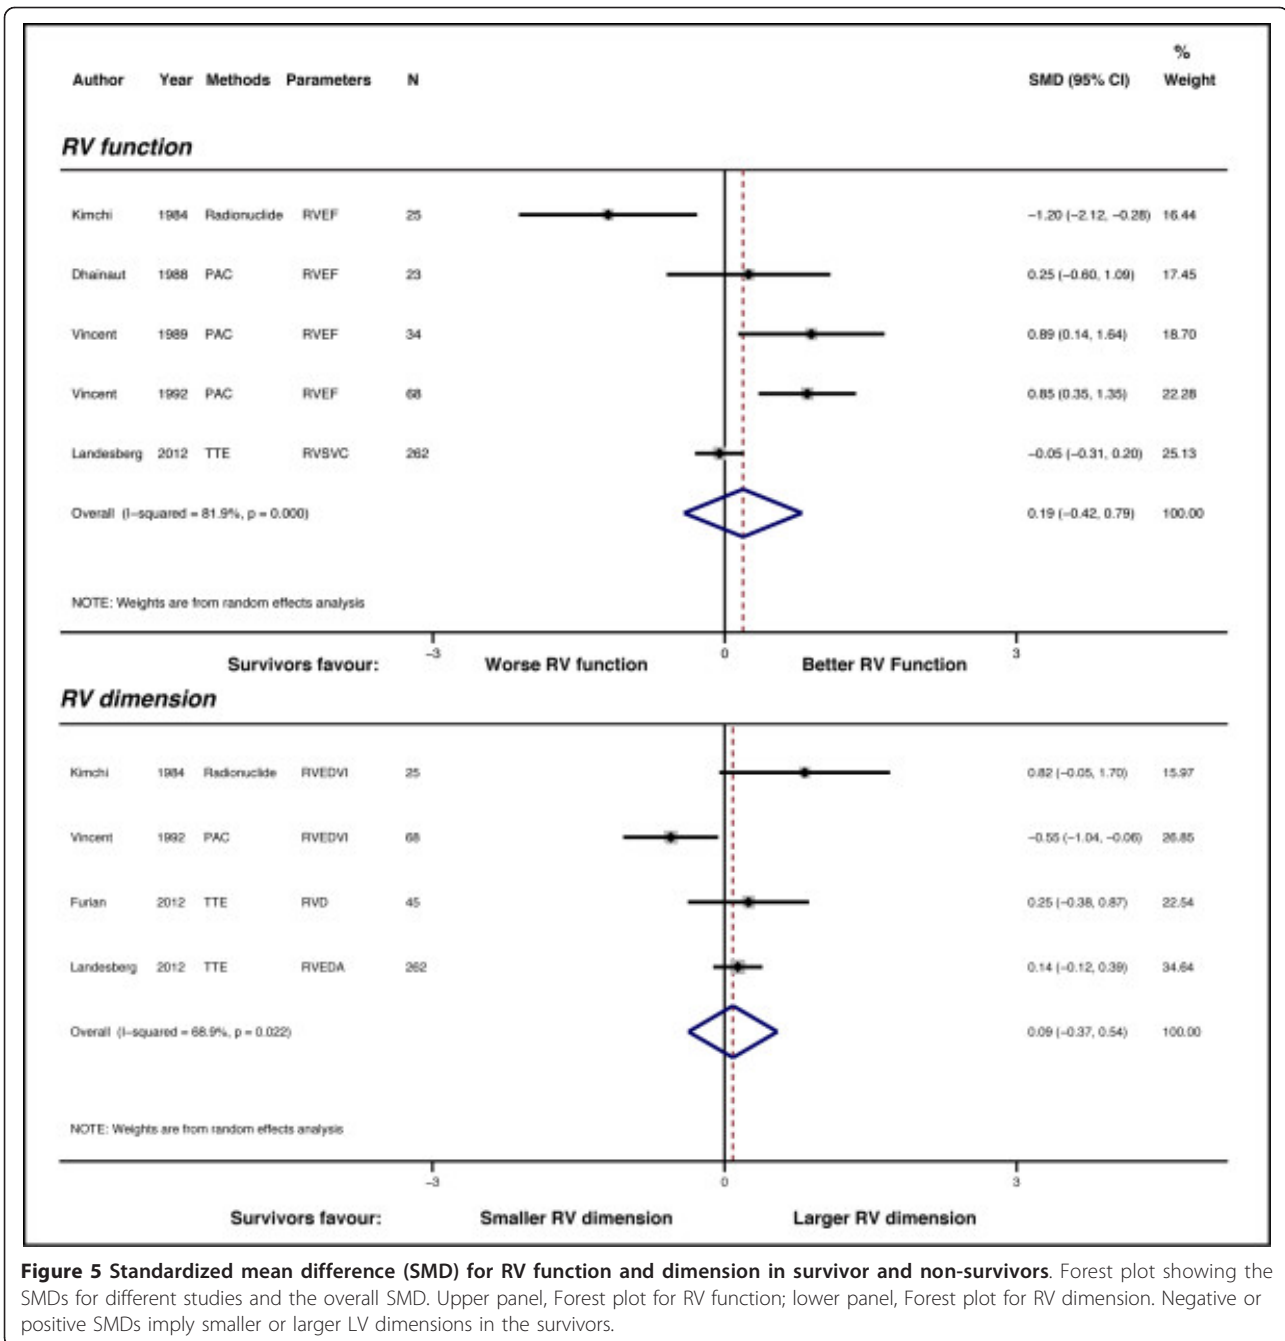 %
Author Year Methods Parameters N SMD (95% CI) Weight
RV function
Kimchi 1984 Radionuclide RVEF 25 −1.20 (−2.12, −0.28) 16.44
Dhainaut 1988 PAC RVEF 23 0.25 (−0.60, 1.09) 17.45
Vincent 1989 PAC RVEF 34 0.89 (0.14, 1.64) 18.70
Vincent 1992 PAC RVEF 68 0.85 (0.35, 1.35) 22.28
Landesberg 2012 TTE RVSVC 262 −0.05 (−0.31, 0.20) 25.13
Overall (I−squared = 81.9%, p = 0.000) 0.19 (−0.42, 0.79) 100.00
NOTE: Weights are from random effects analysis
−3 0 3
Survivors favour: Worse RV function Better RV Function
RV dimension
Kimchi 1984 Radionuclide RVEDVI 25 0.82 (−0.05, 1.70) 15.97
Vincent 1992 PAC RVEDVI 68 −0.55 (−1.04, −0.06) 26.85
Furian 2012 TTE RVD 45 0.25 (−0.38, 0.87) 22.54
Landesberg 2012 TTE RVEDA 262 0.14 (−0.12, 0.39) 34.64
Overall (I−squared = 68.9%, p = 0.022) 0.09 (−0.37, 0.54) 100.00
NOTE: Weights are from random effects analysis
−3 0 3
Survivors favour: Smaller RV dimension Larger RV dimension
Figure 5 Standardized mean difference (SMD) for RV function and dimension in survivor and non-survivors. Forest plot showing the
SMDs for different studies and the overall SMD. Upper panel, Forest plot for RV function; lower panel, Forest plot for RV dimension. Negative or
positive SMDs imply smaller or larger LV dimensions in the survivors.